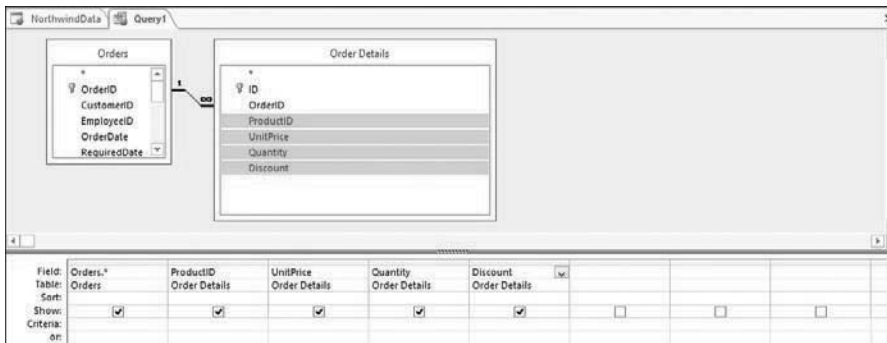 NorthwindData Query1
Orders Order Details
*
OrderID
CustomerID
EmployeeID
OrderDate
RequiredDate
1 ∞
*
ID
OrderID
ProductID
UnitPrice
Quantity
Discount
Field: Orders.* ProductID UnitPrice Quantity Discount
Table: Orders Order Details Order Details Order Details Order Details
Sort:
Show:
Criteria:
or: